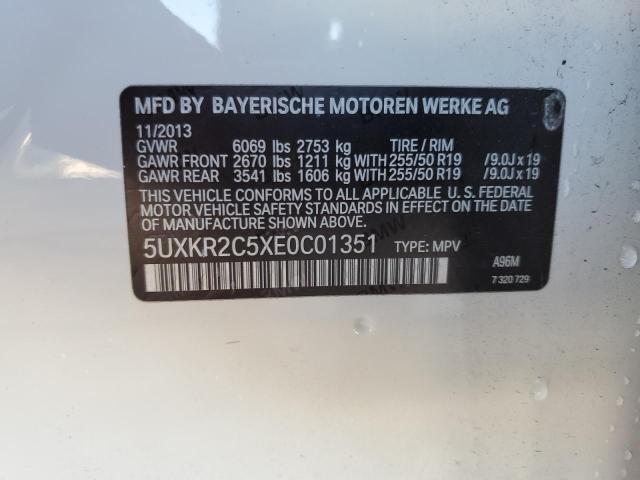 MFD BY BAYERISCHE MOTOREN WERKE AG
11/2013
GVWR 6069 lbs 2753 kg TIRE / RIM
GAWR FRONT 2670 lbs 1211 kg WITH 255/50 R19 /9.0J x 19
GAWR REAR 3541 lbs 1606 kg WITH 255/50 R19 /9.0J x 19
THIS VEHICLE CONFORMS TO ALL APPLICABLE U. S. FEDERAL
MOTOR VEHICLE SAFETY STANDARDS IN EFFECT ON THE DATE
OF MANUFACTURE SHOWN ABOVE.
5UXKR2C5XE0C01351 TYPE: MPV
A96M
7 320 729